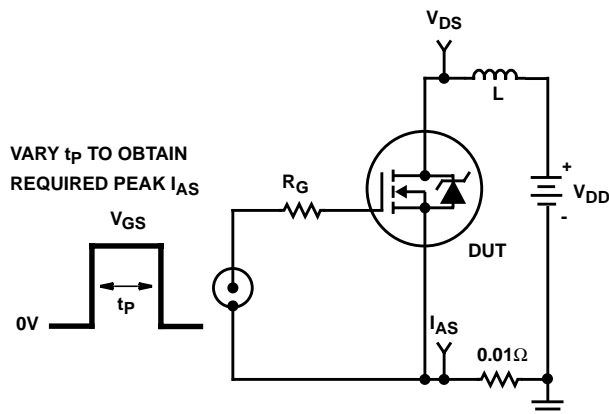 VDS
L
VARY tP TO OBTAIN
REQUIRED PEAK IAS
RG
+
VDD
-
VGS
DUT
tP
0V
IAS
0.01Ω